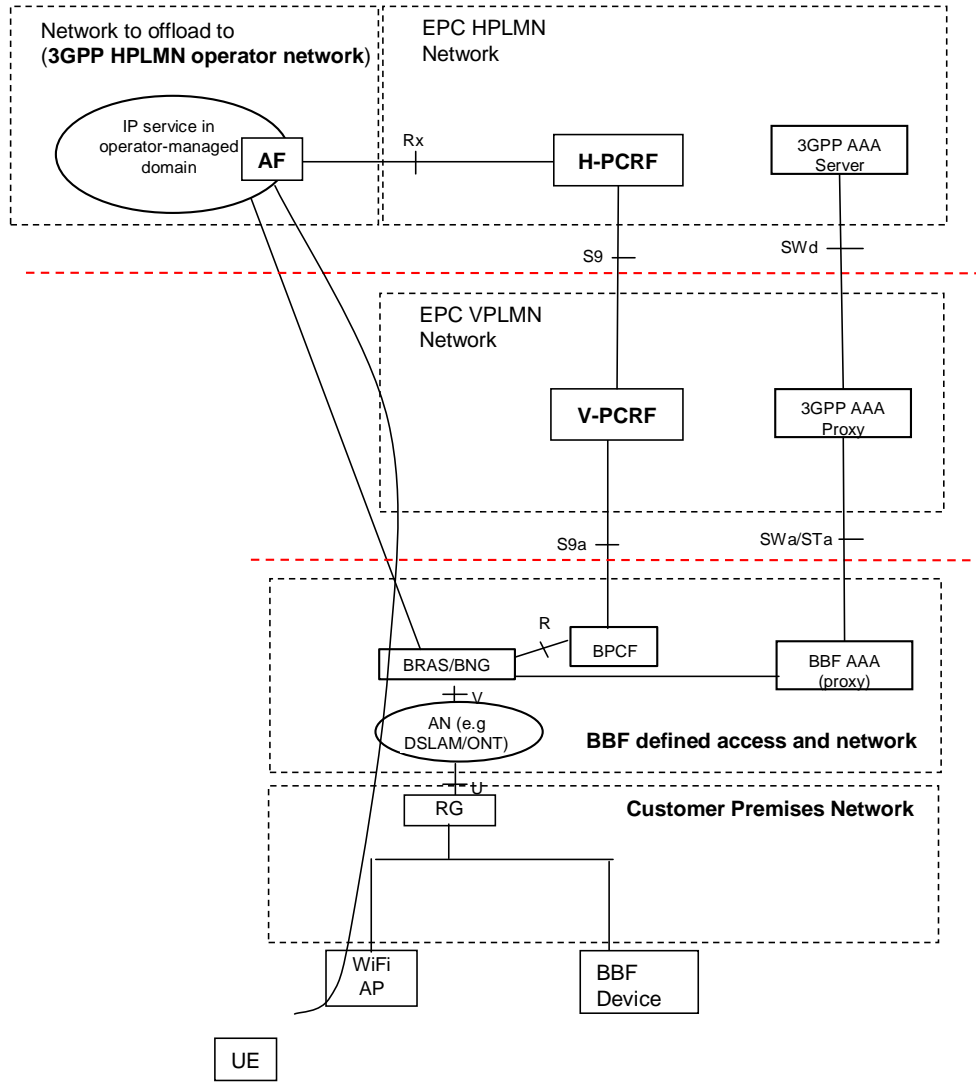 Network to offload to
(3GPP HPLMN operator network)
EPC HPLMN
Network
IP service in
operator-managed
domain
AF
Rx
H-PCRF
3GPP AAA
Server
S9
SWd
EPC VPLMN
Network
V-PCRF
3GPP AAA
Proxy
S9a
SWa/STa
R
BPCF
BRAS/BNG
BBF AAA
(proxy)
V
AN (e.g
DSLAM/ONT)
BBF defined access and network
U
RG
Customer Premises Network
WiFi
AP
BBF
Device
UE